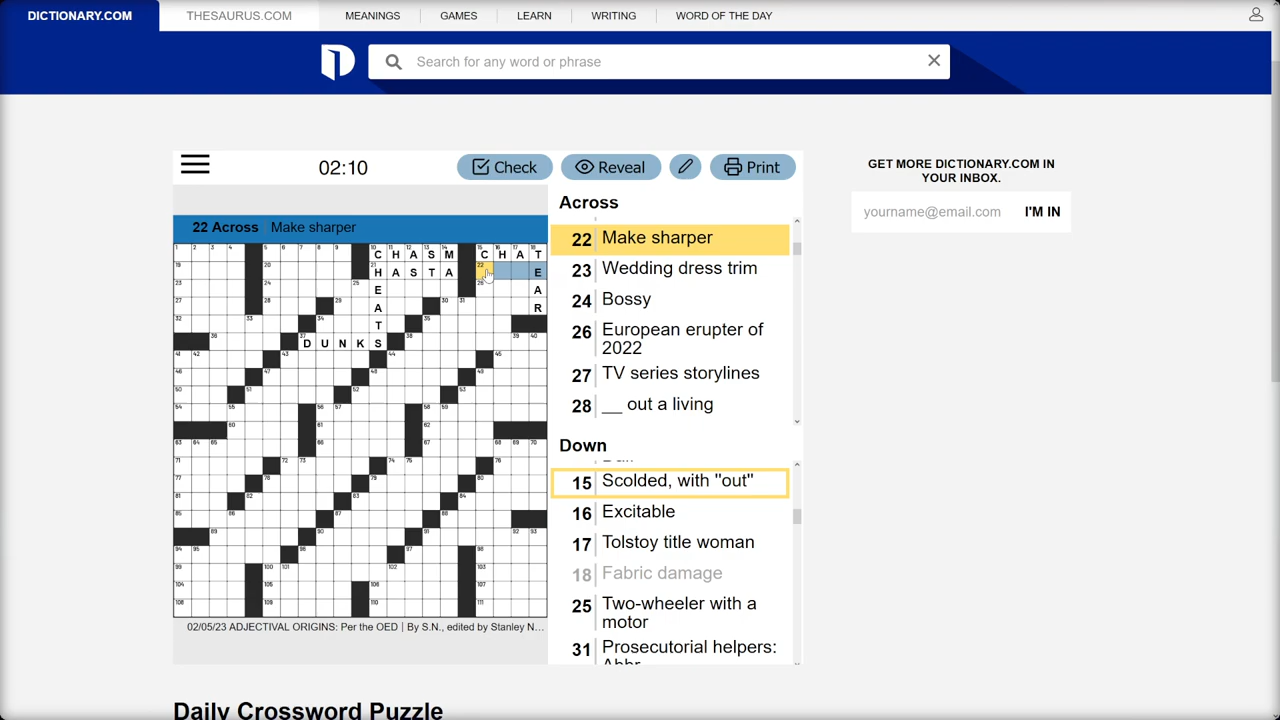 DICTIONARY.COM
THESAURUS.COM
MEANINGS
GAMES
LEARN
WRITING
WORD OF THE DAY
Search for any word or phrase
02:10
Check
Reveal
Print
22 Across Make sharper
CHASM CHAT
HASTA E
E A
A R
T
DUNKS
02/05/23 ADJECTIVAL ORIGINS: Per the OED | By S.N., edited by Stanley N...
Across
22 Make sharper
23 Wedding dress trim
24 Bossy
26 European erupter of
2022
27 TV series storylines
28 __ out a living
Down
15 Scolded, with "out"
16 Excitable
17 Tolstoy title woman
18 Fabric damage
25 Two-wheeler with a
motor
31 Prosecutorial helpers:
GET MORE DICTIONARY.COM IN
YOUR INBOX.
yourname@email.com I'M IN
Daily Crossword Puzzle